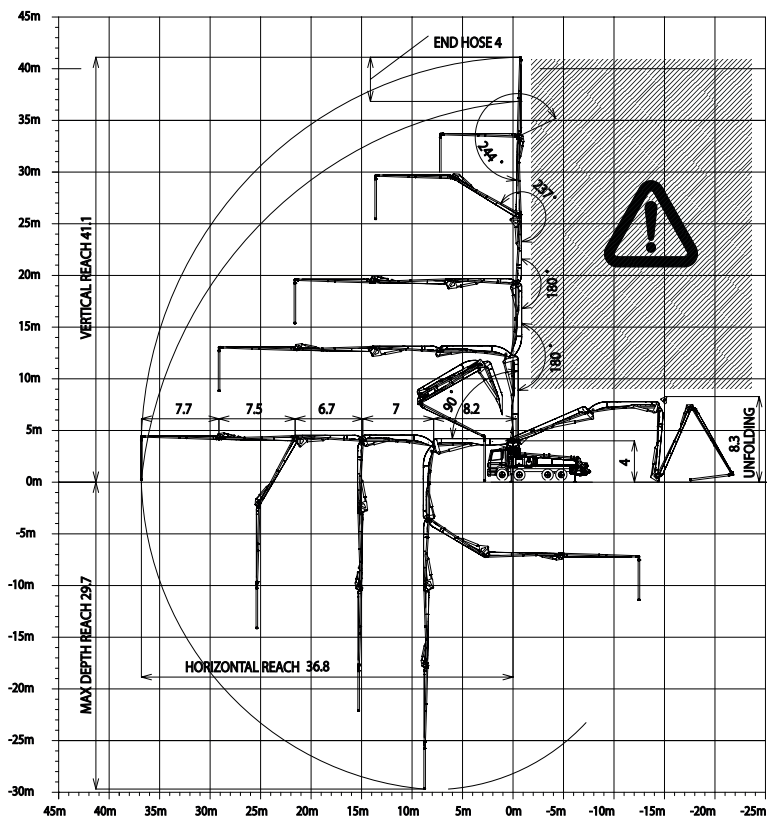 45m
END HOSE 4
40m
35m
244°
30m
237°
25m
VERTICAL REACH 41.1
20m
180°
15m
180°
10m
90°
7.7 7.5 6.7 7 8.2
5m
8.3
UNFOLDING
4
0m
-5m
-10m
MAX DEPTH REACH 29.7
-15m
HORIZONTAL REACH 36.8
-20m
-25m
-30m
45m 40m 35m 30m 25m 20m 15m 10m 5m 0m -5m -10m -15m -20m -25m